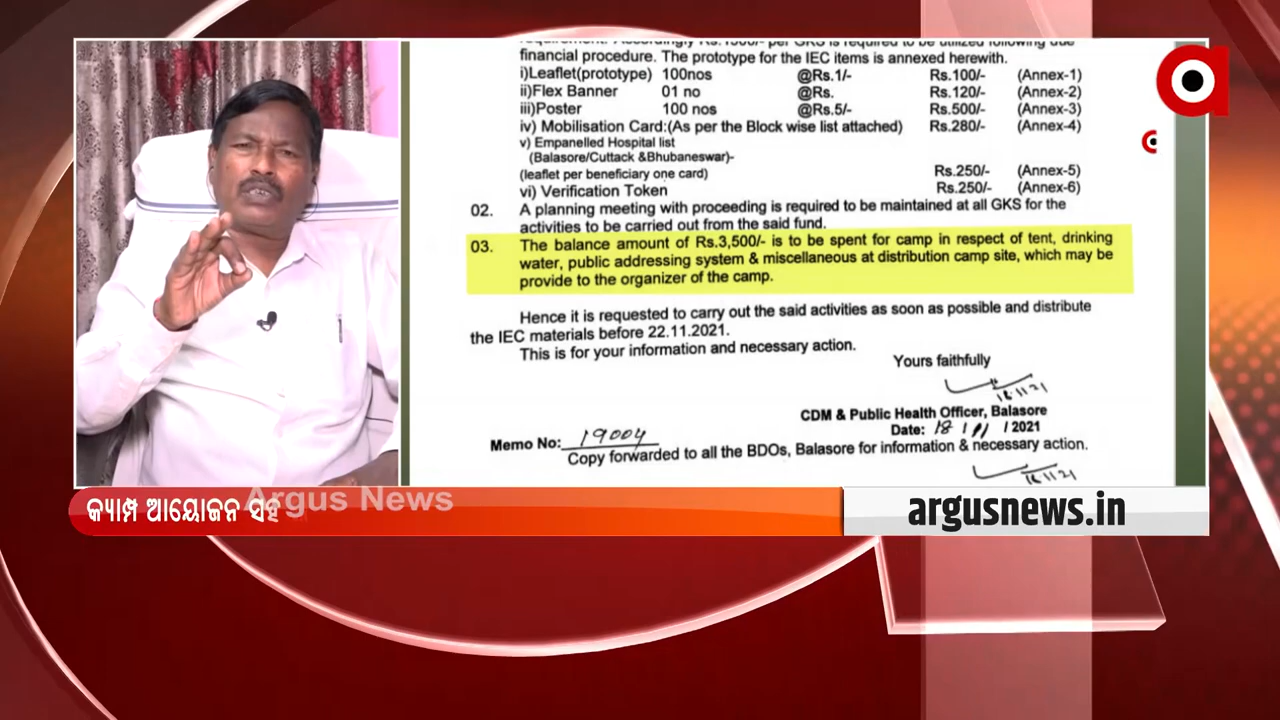 financial procedure. The prototype for the IEC items is annexed herewith.
i)Leaflet(prototype) 100nos @Rs.1/- Rs.100/- (Annex-1)
ii)Flex Banner 01 no @Rs. Rs.120/- (Annex-2)
iii)Poster 100 nos @Rs.5/- Rs.500/- (Annex-3)
iv) Mobilisation Card:(As per the Block wise list attached) Rs.280/- (Annex-4)
v) Empanelled Hospital list
(Balasore/Cuttack &Bhubaneswar)-
(leaflet per beneficiary one card) Rs.250/- (Annex-5)
vi) Verification Token Rs.250/- (Annex-6)
02. A planning meeting with proceeding is required to be maintained at all GKS for the
activities to be carried out from the said fund.
03. The balance amount of Rs.3,500/- is to be spent for camp in respect of tent, drinking
water, public addressing system & miscellaneous at distribution camp site, which may be
provide to the organizer of the camp.
Hence it is requested to carry out the said activities as soon as possible and distribute
the IEC materials before 22.11.2021.
This is for your information and necessary action.
Yours faithfully
CDM & Public Health Officer, Balasore
Date: 18/11/2021
Memo No: 19004
Copy forwarded to all the BDOs, Balasore for information & necessary action.
କ୍ୟାମ୍ପ ଆୟୋଜନ ସହ
Argus News
argusnews.in